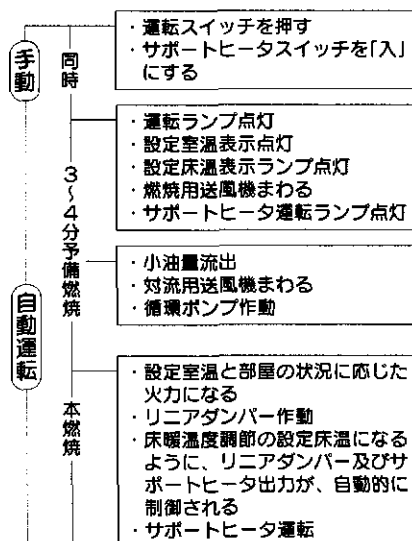 手動
同時
・運転スイッチを押す
・サポートヒータスイッチを「入」
にする
・運転ランプ点灯
・設定室温表示点灯
・設定床温表示ランプ点灯
・燃焼用送風機まわる
・サポートヒータ運転ランプ点灯
3〜4分予備燃焼
・小油量流出
・対流用送風機まわる
・循環ポンプ作動
自動運転
本燃焼
・設定室温と部屋の状況に応じた
火力になる
・リニアダンパー作動
・床暖温度調節の設定床温になる
ように、リニアダンパー及びサ
ポートヒータ出力が、自動的に
制御される
・サポートヒータ運転